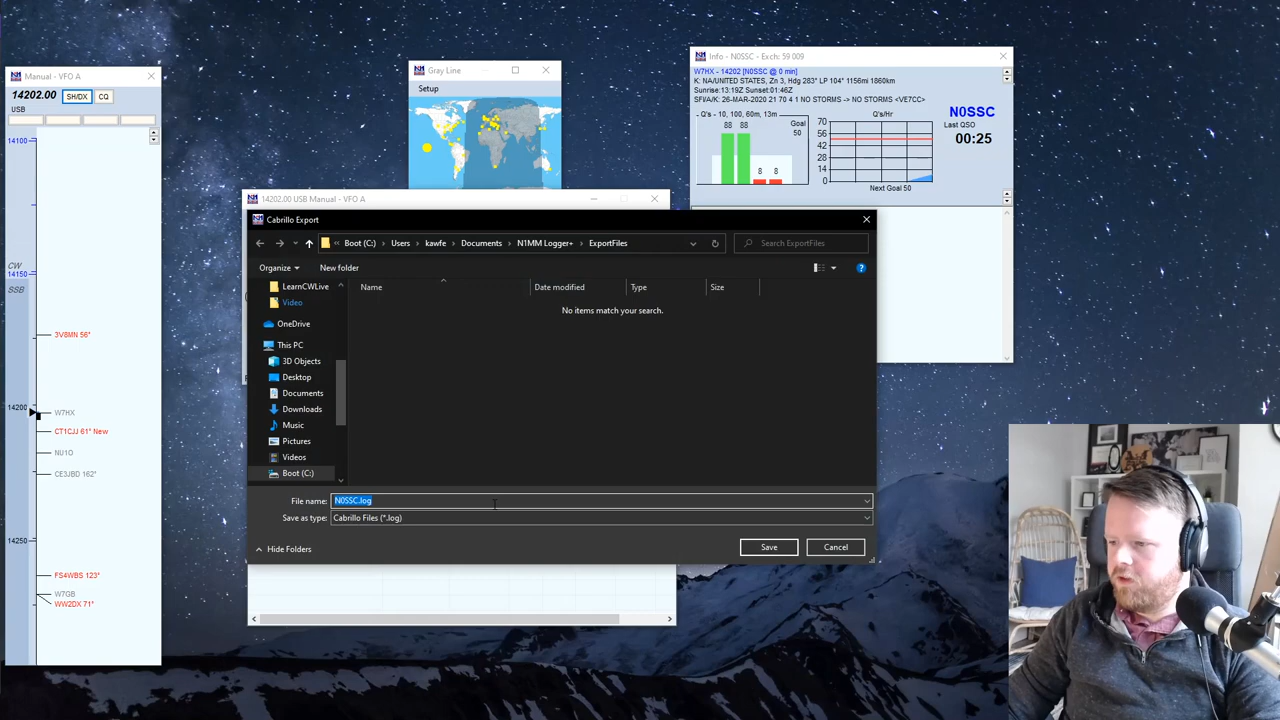 Manual - VFO A
14202.00 SH/DX CQ
USB
14100
CW
14150
SSB
3V8MN 56°
14200
W7HX
CT1CJJ 61° New
NU1O
CE3JBD 162°
14250
FS4WBS 123°
W7GB
WW2DX 71°
Gray Line
Setup
Info - N0SSC - Exch: 59 009
W7HX - 14202 [N0SSC @ 0 min]
K: NA/UNITED STATES, Zn 3, Hdg 283° LP 104° 1156mi 1860km
Sunrise:13:19Z Sunset:01:46Z
SFI/A/K: 26-MAR-2020 21 70 4 1 NO STORMS -> NO STORMS <VE7CC>
Q's - 10, 100, 60m, 13m
88 88
Goal
50
8 8
Q's/Hr
70
56
42
28
14
0
Next Goal 50
N0SSC
Last QSO
00:25
14202.00 USB Manual - VFO A
Cabrillo Export
Boot (C:) Users kawfe Documents N1MM Logger+ ExportFiles
Search ExportFiles
Organize New folder
Name Date modified Type Size
No items match your search.
LearnCWLive
Video
OneDrive
This PC
3D Objects
Desktop
Documents
Downloads
Music
Pictures
Videos
Boot (C:)
File name: N0SSC.log
Save as type: Cabrillo Files (*.log)
Hide Folders
Save Cancel